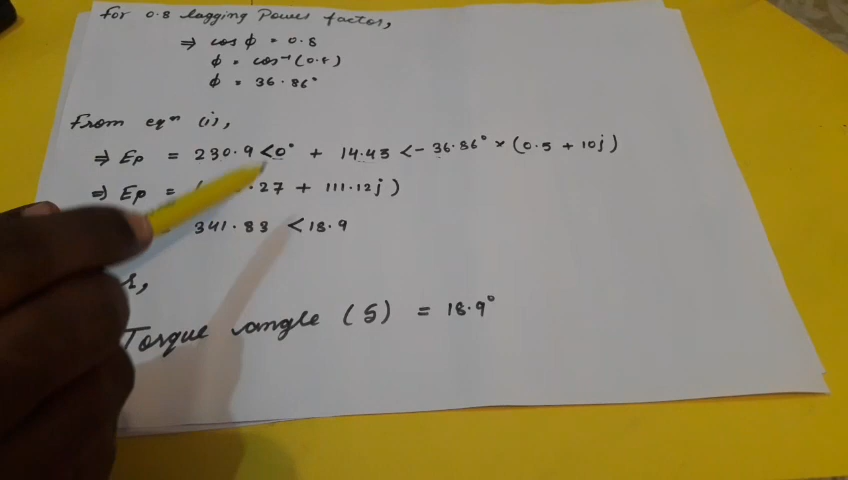 For 0.8 lagging Power factor,
⇒ cos ϕ = 0.8
ϕ = cos⁻¹(0.8)
ϕ = 36.86°
From eqⁿ (i),
⇒ Ep = 230.9 <0° + 14.43 <-36.86° × (0.5 + 10j)
⇒ Ep = ( .27 + 111.12j)
341.83 <18.9
Torque angle (δ) = 18.9°